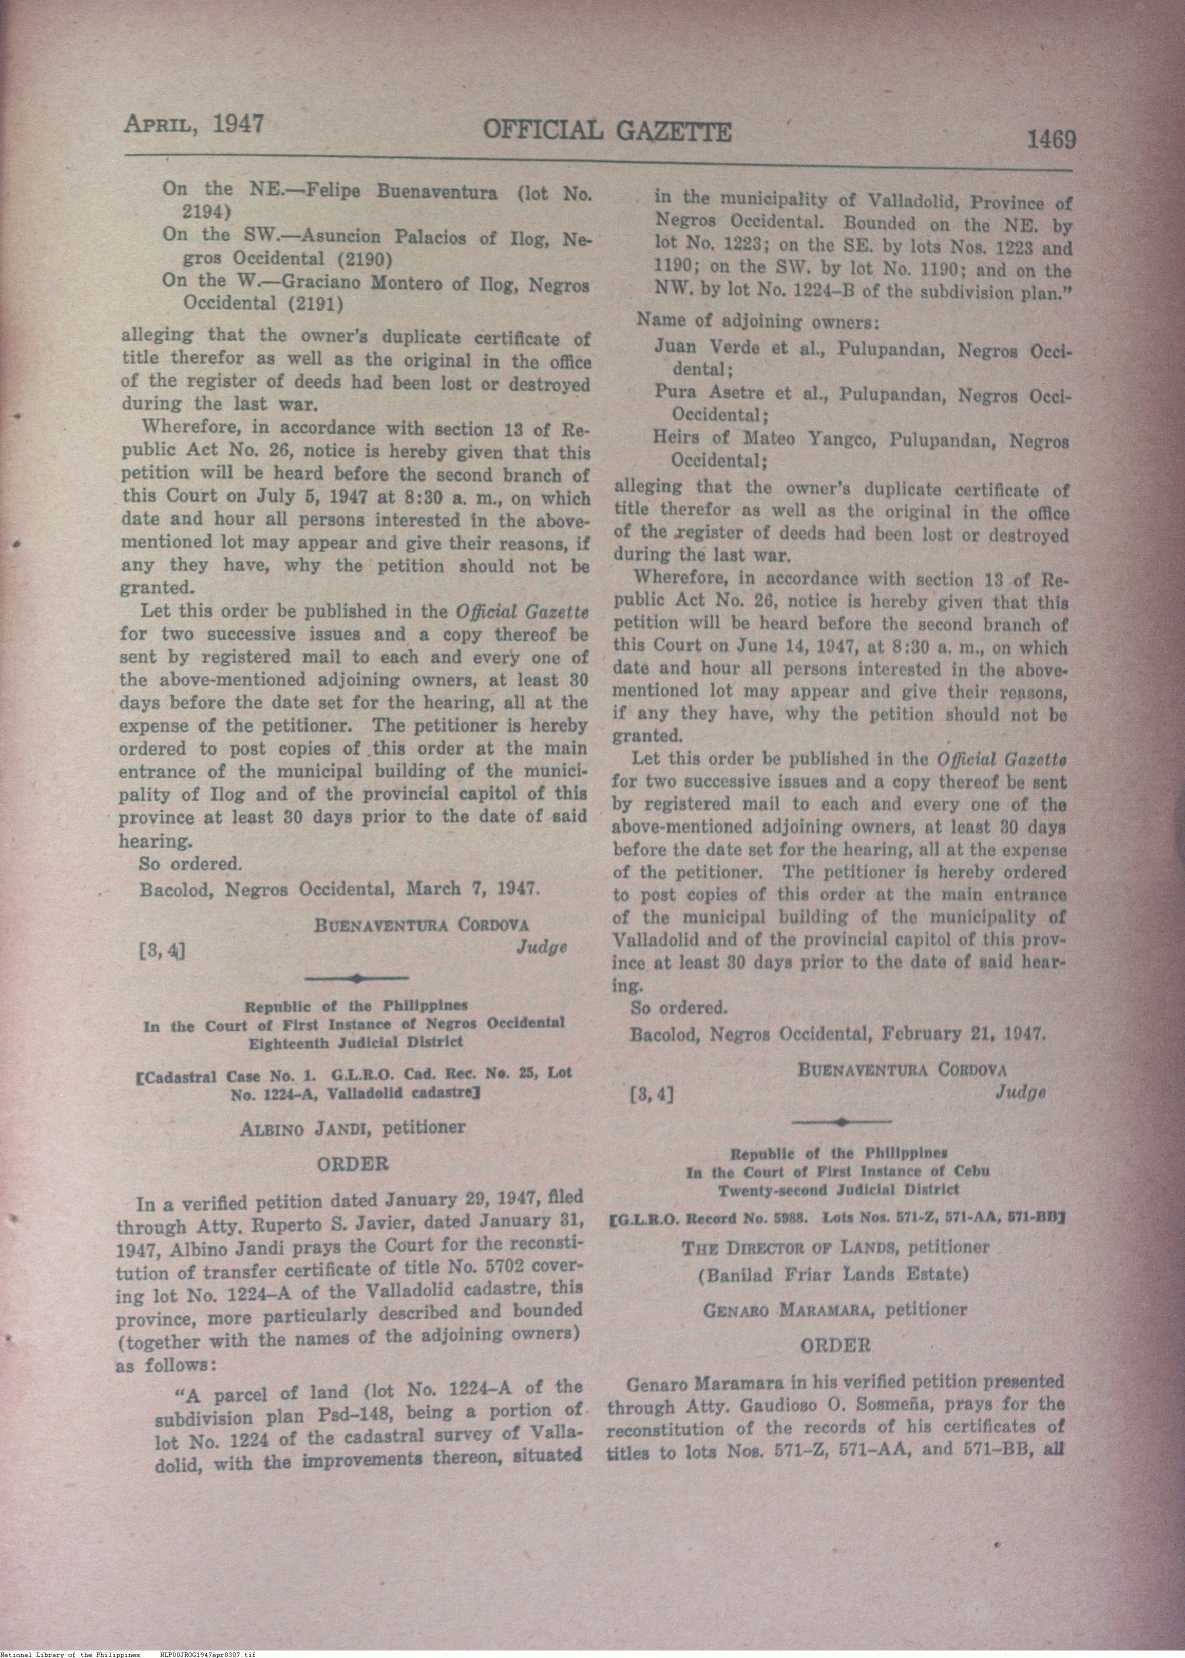 APRIL, 1947
OFFICIAL GAZETTE
1469
On the NE.—Felipe Buenaventura (lot No.
2194)
On the SW.—Asuncion Palacios of Ilog, Ne-
gros Occidental (2190)
On the W.—Graciano Montero of Ilog, Negros
Occidental (2191)
alleging that the owner's duplicate certificate of
title therefor as well as the original in the office
of the register of deeds had been lost or destroyed
during the last war.
Wherefore, in accordance with section 13 of Re-
public Act No. 26, notice is hereby given that this
petition will be heard before the second branch of
this Court on July 5, 1947 at 8:30 a. m., on which
date and hour all persons interested in the above-
mentioned lot may appear and give their reasons, if
any they have, why the petition should not be
granted.
Let this order be published in the Official Gazette
for two successive issues and a copy thereof be
sent by registered mail to each and every one of
the above-mentioned adjoining owners, at least 30
days before the date set for the hearing, all at the
expense of the petitioner. The petitioner is hereby
ordered to post copies of this order at the main
entrance of the municipal building of the munici-
pality of Ilog and of the provincial capitol of this
province at least 30 days prior to the date of said
hearing.
So ordered.
Bacolod, Negros Occidental, March 7, 1947.
BUENAVENTURA CORDOVA
[3, 4] Judge
Republic of the Philippines
In the Court of First Instance of Negros Occidental
Eighteenth Judicial District
[Cadastral Case No. 1. G.L.R.O. Cad. Rec. No. 25, Lot
No. 1224–A, Valladolid cadastre]
ALBINO JANDI, petitioner
ORDER
In a verified petition dated January 29, 1947, filed
through Atty. Ruperto S. Javier, dated January 31,
1947, Albino Jandi prays the Court for the reconsti-
tution of transfer certificate of title No. 5702 cover-
ing lot No. 1224–A of the Valladolid cadastre, this
province, more particularly described and bounded
(together with the names of the adjoining owners)
as follows:
"A parcel of land (lot No. 1224–A of the
subdivision plan Psd–148, being a portion of
lot No. 1224 of the cadastral survey of Valla-
dolid, with the improvements thereon, situated
in the municipality of Valladolid, Province of
Negros Occidental. Bounded on the NE. by
lot No. 1223; on the SE. by lots Nos. 1223 and
1190; on the SW. by lot No. 1190; and on the
NW. by lot No. 1224–B of the subdivision plan."
Name of adjoining owners:
Juan Verde et al., Pulupandan, Negros Occi-
dental;
Pura Asetre et al., Pulupandan, Negros Occi-
Occidental;
Heirs of Mateo Yangco, Pulupandan, Negros
Occidental;
alleging that the owner's duplicate certificate of
title therefor as well as the original in the office
of the register of deeds had been lost or destroyed
during the last war.
Wherefore, in accordance with section 13 of Re-
public Act No. 26, notice is hereby given that this
petition will be heard before the second branch of
this Court on June 14, 1947, at 8:30 a. m., on which
date and hour all persons interested in the above-
mentioned lot may appear and give their reasons,
if any they have, why the petition should not be
granted.
Let this order be published in the Official Gazette
for two successive issues and a copy thereof be sent
by registered mail to each and every one of the
above-mentioned adjoining owners, at least 30 days
before the date set for the hearing, all at the expense
of the petitioner. The petitioner is hereby ordered
to post copies of this order at the main entrance
of the municipal building of the municipality of
Valladolid and of the provincial capitol of this prov-
ince at least 30 days prior to the date of said hear-
ing.
So ordered.
Bacolod, Negros Occidental, February 21, 1947.
BUENAVENTURA CORDOVA
[3, 4] Judge
Republic of the Philippines
In the Court of First Instance of Cebu
Twenty-second Judicial District
[G.L.R.O. Record No. 5988. Lots Nos. 571-Z, 571-AA, 571-BB]
THE DIRECTOR OF LANDS, petitioner
(Banilad Friar Lands Estate)
GENARO MARAMARA, petitioner
ORDER
Genaro Maramara in his verified petition presented
through Atty. Gaudioso O. Sosmeña, prays for the
reconstitution of the records of his certificates of
titles to lots Nos. 571–Z, 571–AA, and 571–BB, all
National Library of the Philippines NLP00JROG1947apr0307.tif